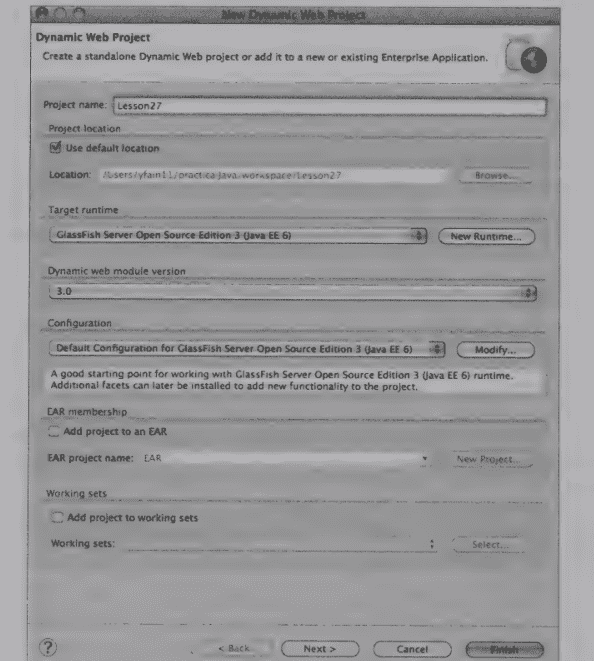 New Dynamic Web Project
Dynamic Web Project
Create a standalone Dynamic Web project or add it to a new or existing Enterprise Application.
Project name: Lesson27
Project location
Use default location
Location: /Users/yfain11/practicalJava/workspace/Lesson27 Browse...
Target runtime
GlassFish Server Open Source Edition 3 (Java EE 6) New Runtime...
Dynamic web module version
3.0
Configuration
Default Configuration for GlassFish Server Open Source Edition 3 (Java EE 6) Modify...
A good starting point for working with GlassFish Server Open Source Edition 3 (Java EE 6) runtime.
Additional facets can later be installed to add new functionality to the project.
EAR membership
Add project to an EAR
EAR project name: EAR New Project...
Working sets
Add project to working sets
Working sets: Select...
? < Back Next > Cancel Finish